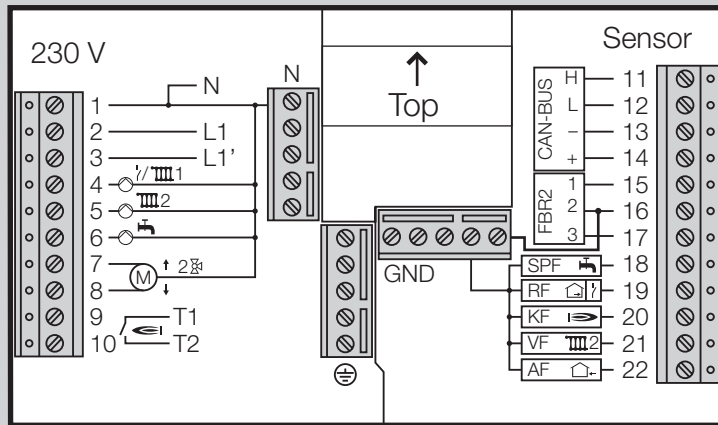 230 V
N
Top
Sensor
1 N
2 L1
3 L1'
4 1
5 2
6
7
8
M 2
9 T1
10 T2
GND
CAN-BUS
H 11
L 12
− 13
+ 14
FBR2
1 15
2 16
3 17
SPF 18
RF 19
KF 20
VF 2 21
AF 22